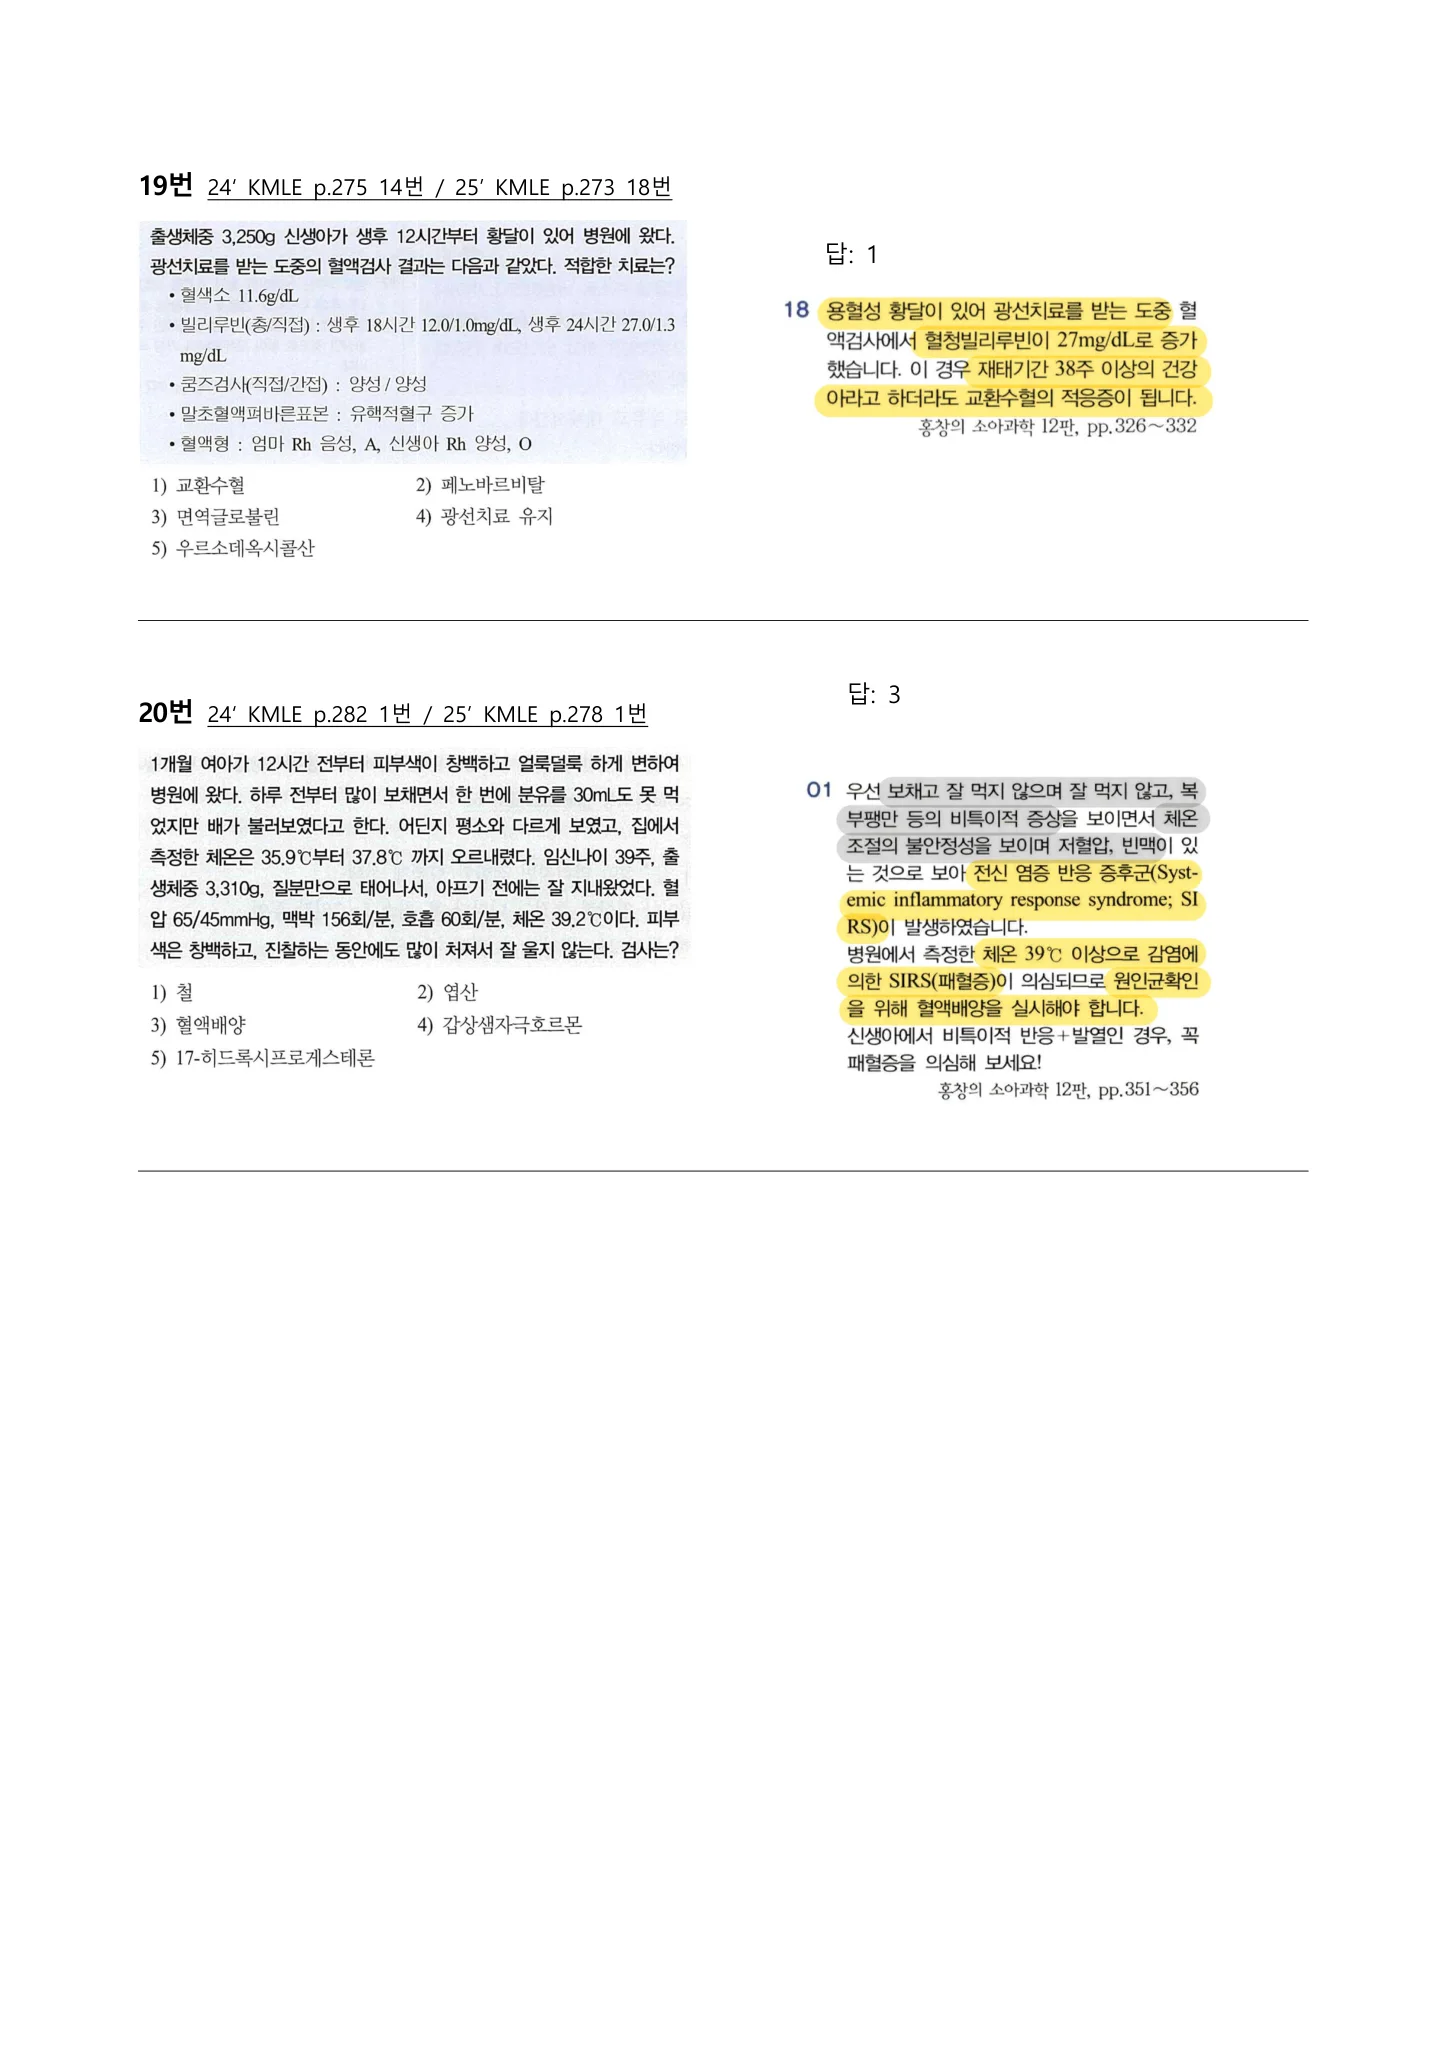 19번 24' KMLE p.275 14번 / 25' KMLE p.273 18번
출생체중 3,250g 신생아가 생후 12시간부터 황달이 있어 병원에 왔다.
광선치료를 받는 도중의 혈액검사 결과는 다음과 같았다. 적합한 치료는?
• 혈색소 11.6g/dL
• 빌리루빈(총/직접) : 생후 18시간 12.0/1.0mg/dL, 생후 24시간 27.0/1.3
mg/dL
• 쿰즈검사(직접/간접) : 양성 / 양성
• 말초혈액펴바른표본 : 유핵적혈구 증가
• 혈액형 : 엄마 Rh 음성, A, 신생아 Rh 양성, O
1) 교환수혈 2) 페노바르비탈
3) 면역글로불린 4) 광선치료 유지
5) 우르소데옥시콜산
답: 1
18 용혈성 황달이 있어 광선치료를 받는 도중 혈
액검사에서 혈청빌리루빈이 27mg/dL로 증가
했습니다. 이 경우 재태기간 38주 이상의 건강
아라고 하더라도 교환수혈의 적응증이 됩니다.
홍창의 소아과학 12판, pp.326～332
20번 24' KMLE p.282 1번 / 25' KMLE p.278 1번
1개월 여아가 12시간 전부터 피부색이 창백하고 얼룩덜룩 하게 변하여
병원에 왔다. 하루 전부터 많이 보채면서 한 번에 분유를 30mL도 못 먹
었지만 배가 불러보였다고 한다. 어딘지 평소와 다르게 보였고, 집에서
측정한 체온은 35.9℃부터 37.8℃ 까지 오르내렸다. 임신나이 39주, 출
생체중 3,310g, 질분만으로 태어나서, 아프기 전에는 잘 지내왔었다. 혈
압 65/45mmHg, 맥박 156회/분, 호흡 60회/분, 체온 39.2℃이다. 피부
색은 창백하고, 진찰하는 동안에도 많이 처져서 잘 울지 않는다. 검사는?
1) 철 2) 엽산
3) 혈액배양 4) 갑상샘자극호르몬
5) 17-히드록시프로게스테론
답: 3
01 우선 보채고 잘 먹지 않으며 잘 먹지 않고, 복
부팽만 등의 비특이적 증상을 보이면서 체온
조절의 불안정성을 보이며 저혈압, 빈맥이 있
는 것으로 보아 전신 염증 반응 증후군(Syst-
emic inflammatory response syndrome; SI
RS)이 발생하였습니다.
병원에서 측정한 체온 39℃ 이상으로 감염에
의한 SIRS(패혈증)이 의심되므로 원인균확인
을 위해 혈액배양을 실시해야 합니다.
신생아에서 비특이적 반응+발열인 경우, 꼭
패혈증을 의심해 보세요!
홍창의 소아과학 12판, pp.351～356